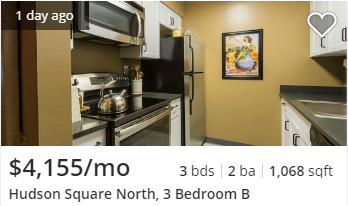 1 day ago
$4,155/mo 3 bds | 2 ba | 1,068 sqft
Hudson Square North, 3 Bedroom B